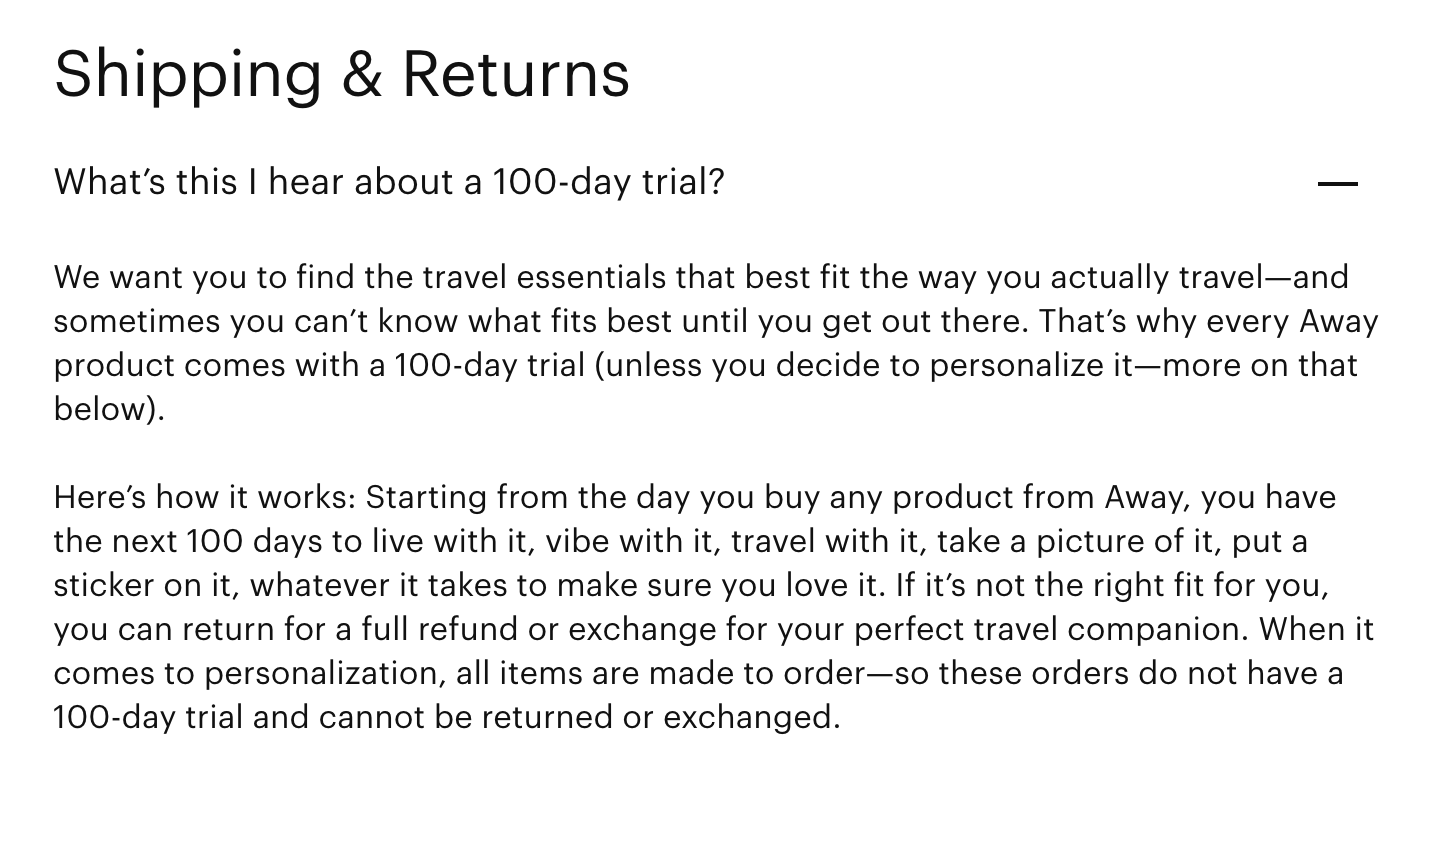 Shipping & Returns
What’s this I hear about a 100-day trial?
We want you to find the travel essentials that best fit the way you actually travel—and
sometimes you can’t know what fits best until you get out there. That’s why every Away
product comes with a 100-day trial (unless you decide to personalize it—more on that
below).
Here’s how it works: Starting from the day you buy any product from Away, you have
the next 100 days to live with it, vibe with it, travel with it, take a picture of it, put a
sticker on it, whatever it takes to make sure you love it. If it’s not the right fit for you,
you can return for a full refund or exchange for your perfect travel companion. When it
comes to personalization, all items are made to order—so these orders do not have a
100-day trial and cannot be returned or exchanged.